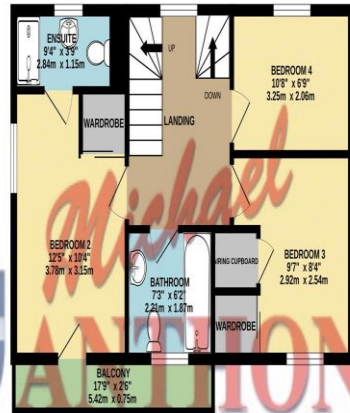 ENSUITE
9'4" x 3'9"
2.84m x 1.15m
UP
DOWN
BEDROOM 4
10'8" x 6'9"
3.25m x 2.06m
WARDROBE
LANDING
Michael
BEDROOM 2
12'5" x 10'4"
3.78m x 3.15m
BATHROOM
7'3" x 6'2"
2.21m x 1.87m
AIRING CUPBOARD
BEDROOM 3
9'7" x 8'4"
2.92m x 2.54m
WARDROBE
ANTHON
BALCONY
17'9" x 2'6"
5.42m x 0.75m